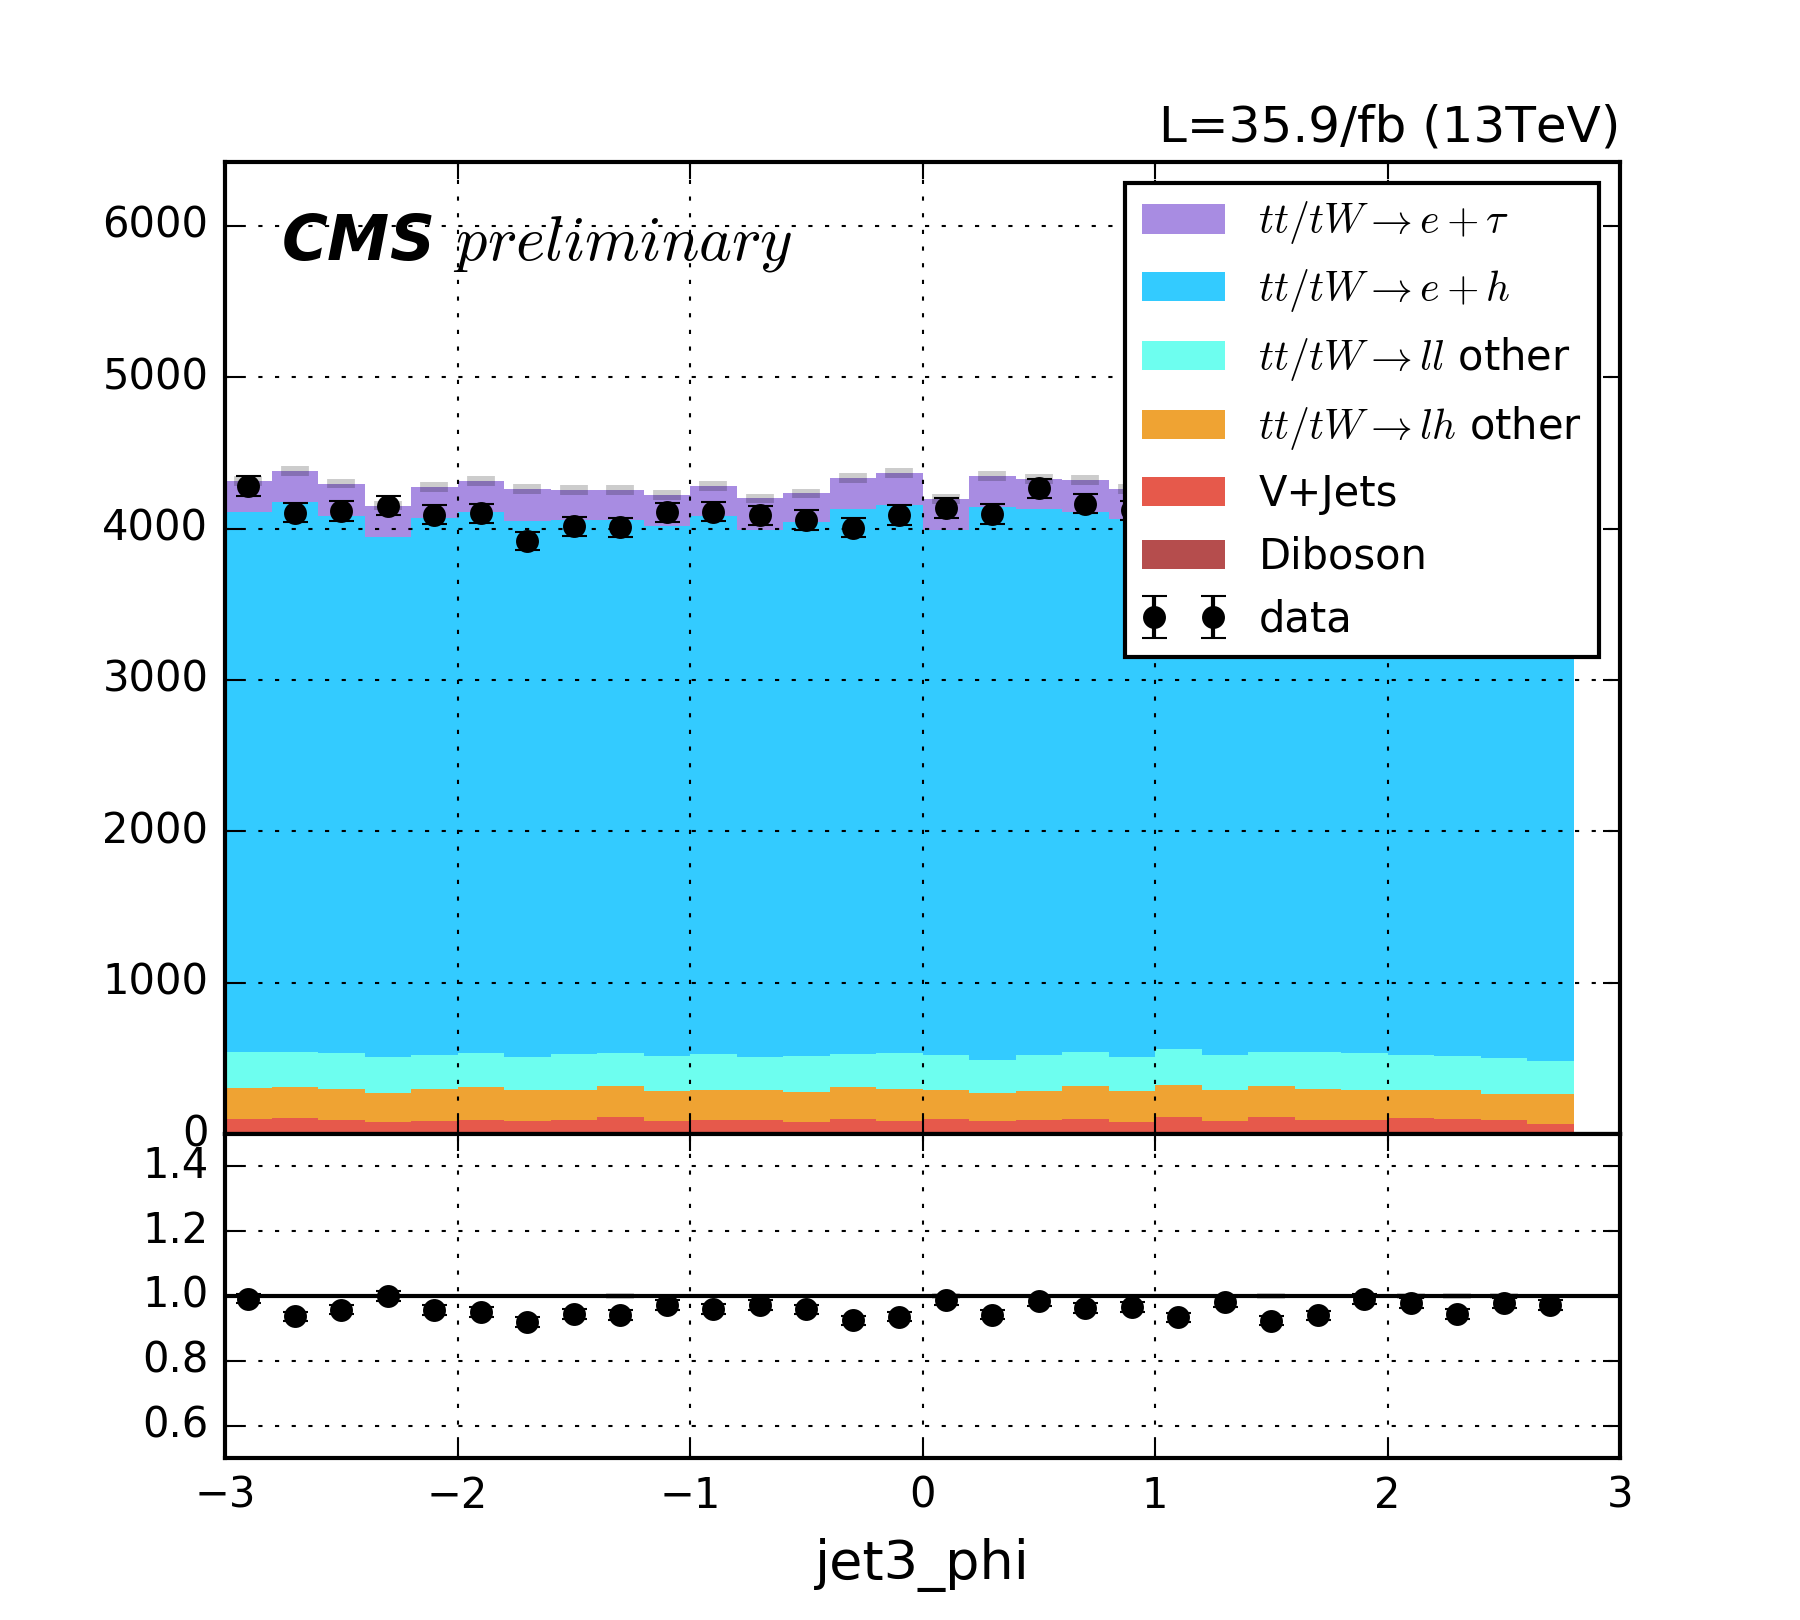 L=35.9/fb (13TeV)
CMS preliminary
tt/tW → e + τ
tt/tW → e + h
tt/tW → ll other
tt/tW → lh other
V+Jets
Diboson
data
6000
5000
4000
3000
2000
1000
0
1.4
1.2
1.0
0.8
0.6
−3 −2 −1 0 1 2 3
jet3_phi